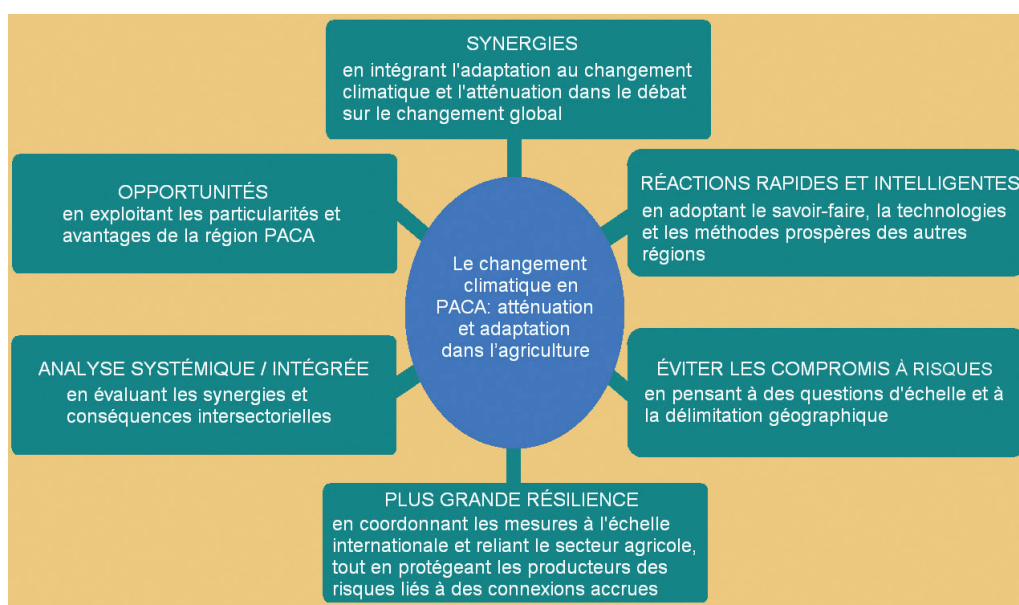 SYNERGIES
en intégrant l'adaptation au changement
climatique et l'atténuation dans le débat
sur le changement global
OPPORTUNITÉS
en exploitant les particularités et
avantages de la région PACA
RÉACTIONS RAPIDES ET INTELLIGENTES
en adoptant le savoir-faire, la technologies
et les méthodes prospères des autres
régions
Le changement
climatique en
PACA: atténuation
et adaptation
dans l'agriculture
ANALYSE SYSTÉMIQUE / INTÉGRÉE
en évaluant les synergies et
conséquences intersectorielles
ÉVITER LES COMPROMIS À RISQUES
en pensant à des questions d'échelle et à
la délimitation géographique
PLUS GRANDE RÉSILIENCE
en coordonnant les mesures à l'échelle
internationale et reliant le secteur agricole,
tout en protégeant les producteurs des
risques liés à des connexions accrues